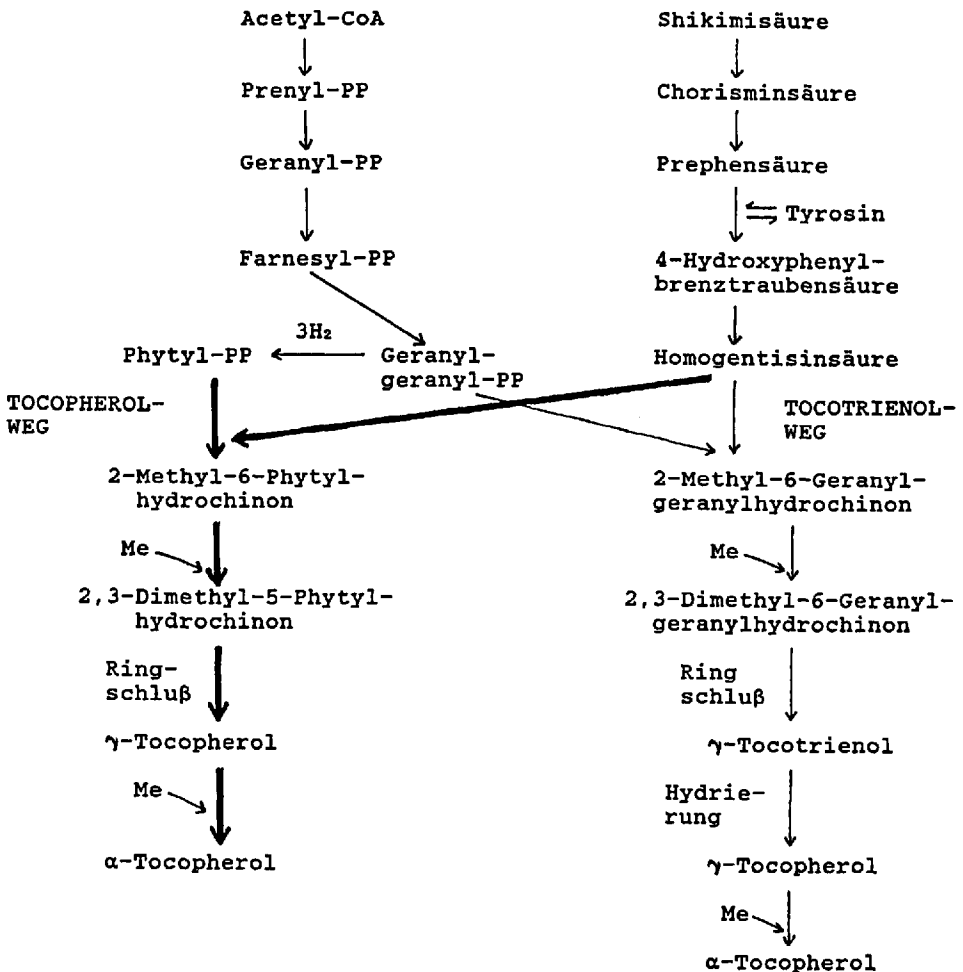 Acetyl-CoA
Shikimisäure
Prenyl-PP
Chorisminsäure
Geranyl-PP
Prephensäure
Tyrosin
Farnesyl-PP
4-Hydroxyphenyl-
brenztraubensäure
3H₂
Phytyl-PP
Geranyl-
geranyl-PP
Homogentisinsäure
TOCOPHEROL-
WEG
TOCOTRIENOL-
WEG
2-Methyl-6-Phytyl-
hydrochinon
2-Methyl-6-Geranyl-
geranylhydrochinon
Me
Me
2,3-Dimethyl-5-Phytyl-
hydrochinon
2,3-Dimethyl-6-Geranyl-
geranylhydrochinon
Ring-
schluß
Ring
schluß
γ-Tocopherol
γ-Tocotrienol
Me
Hydrie-
rung
α-Tocopherol
γ-Tocopherol
Me
α-Tocopherol